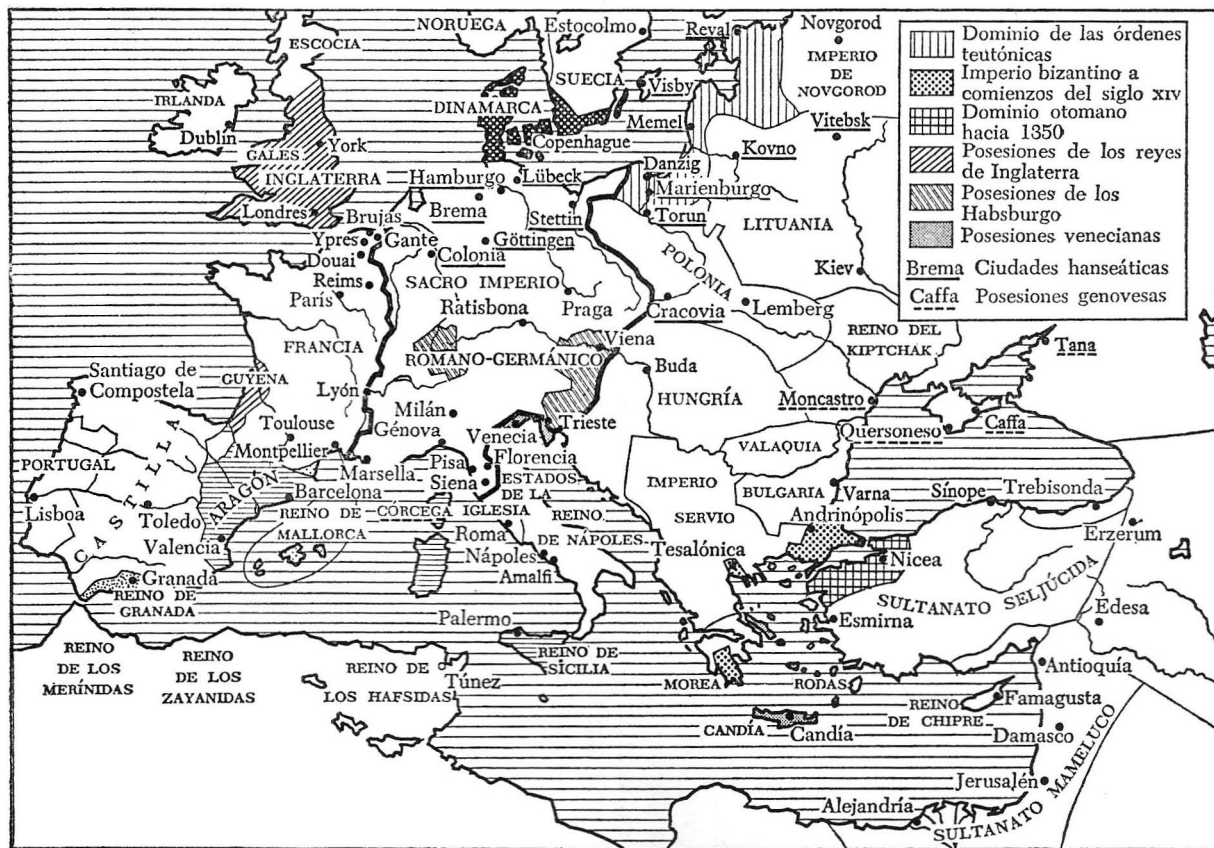 NORUEGA
Estocolmo
Reval
Novgorod
IMPERIO
DE
NOVGOROD
ESCOCIA
SUECIA
Visby
IRLANDA
DINAMARCA
Memel
Vitebsk
Dublín
York
Copenhague
Kovno
GALES
INGLATERRA
Hamburgo
Lübeck
Danzig
Marienburgo
Londres
Brujas
Brema
Stettin
Torun
LITUANIA
Ypres
Gante
Göttingen
Douai
Colonia
POLONIA
Kiev
Reims
SACRO IMPERIO
París
Praga
Cracovia
Lemberg
Ratisbona
REINO DEL
KIPTCHAK
FRANCIA
ROMANO-GERMÁNICO
Viena
Tana
Santiago de
Compostela
GUYENA
Lyón
Buda
HUNGRÍA
Moncastro
Toulouse
Milán
Trieste
Quersoneso
Caffa
Génova
Venecia
VALAQUIA
Montpellier
Florencia
PORTUGAL
Marsella
Pisa
Siena
ESTADOS
DE LA
IGLESIA
IMPERIO
SERVIO
BULGARIA
Varna
Sínope
Trebisonda
CASTILLA
ARAGÓN
Barcelona
Lisboa
Toledo
REINO DE CÓRCEGA
REINO
DE NÁPOLES
Andrinópolis
Erzerum
Valencia
MALLORCA
Roma
Nápoles
Tesalónica
Nicea
Amalfi
Granada
REINO DE
GRANADA
SULTANATO SELJÚCIDA
Palermo
Esmirna
Edesa
REINO
DE LOS
MERÍNIDAS
REINO
DE LOS
ZAYANIDAS
REINO DE
LOS HAFSIDAS
Túnez
REINO DE
SICILIA
MOREA
RODAS
Antioquía
Famagusta
REINO
DE CHIPRE
CANDÍA
Candía
Damasco
Jerusalén
Alejandría
SULTANATO MAMELUCO
Dominio de las órdenes
teutónicas
Imperio bizantino a
comienzos del siglo XIV
Dominio otomano
hacia 1350
Posesiones de los reyes
de Inglaterra
Posesiones de los
Habsburgo
Posesiones venecianas
Brema Ciudades hanseáticas
Caffa Posesiones genovesas